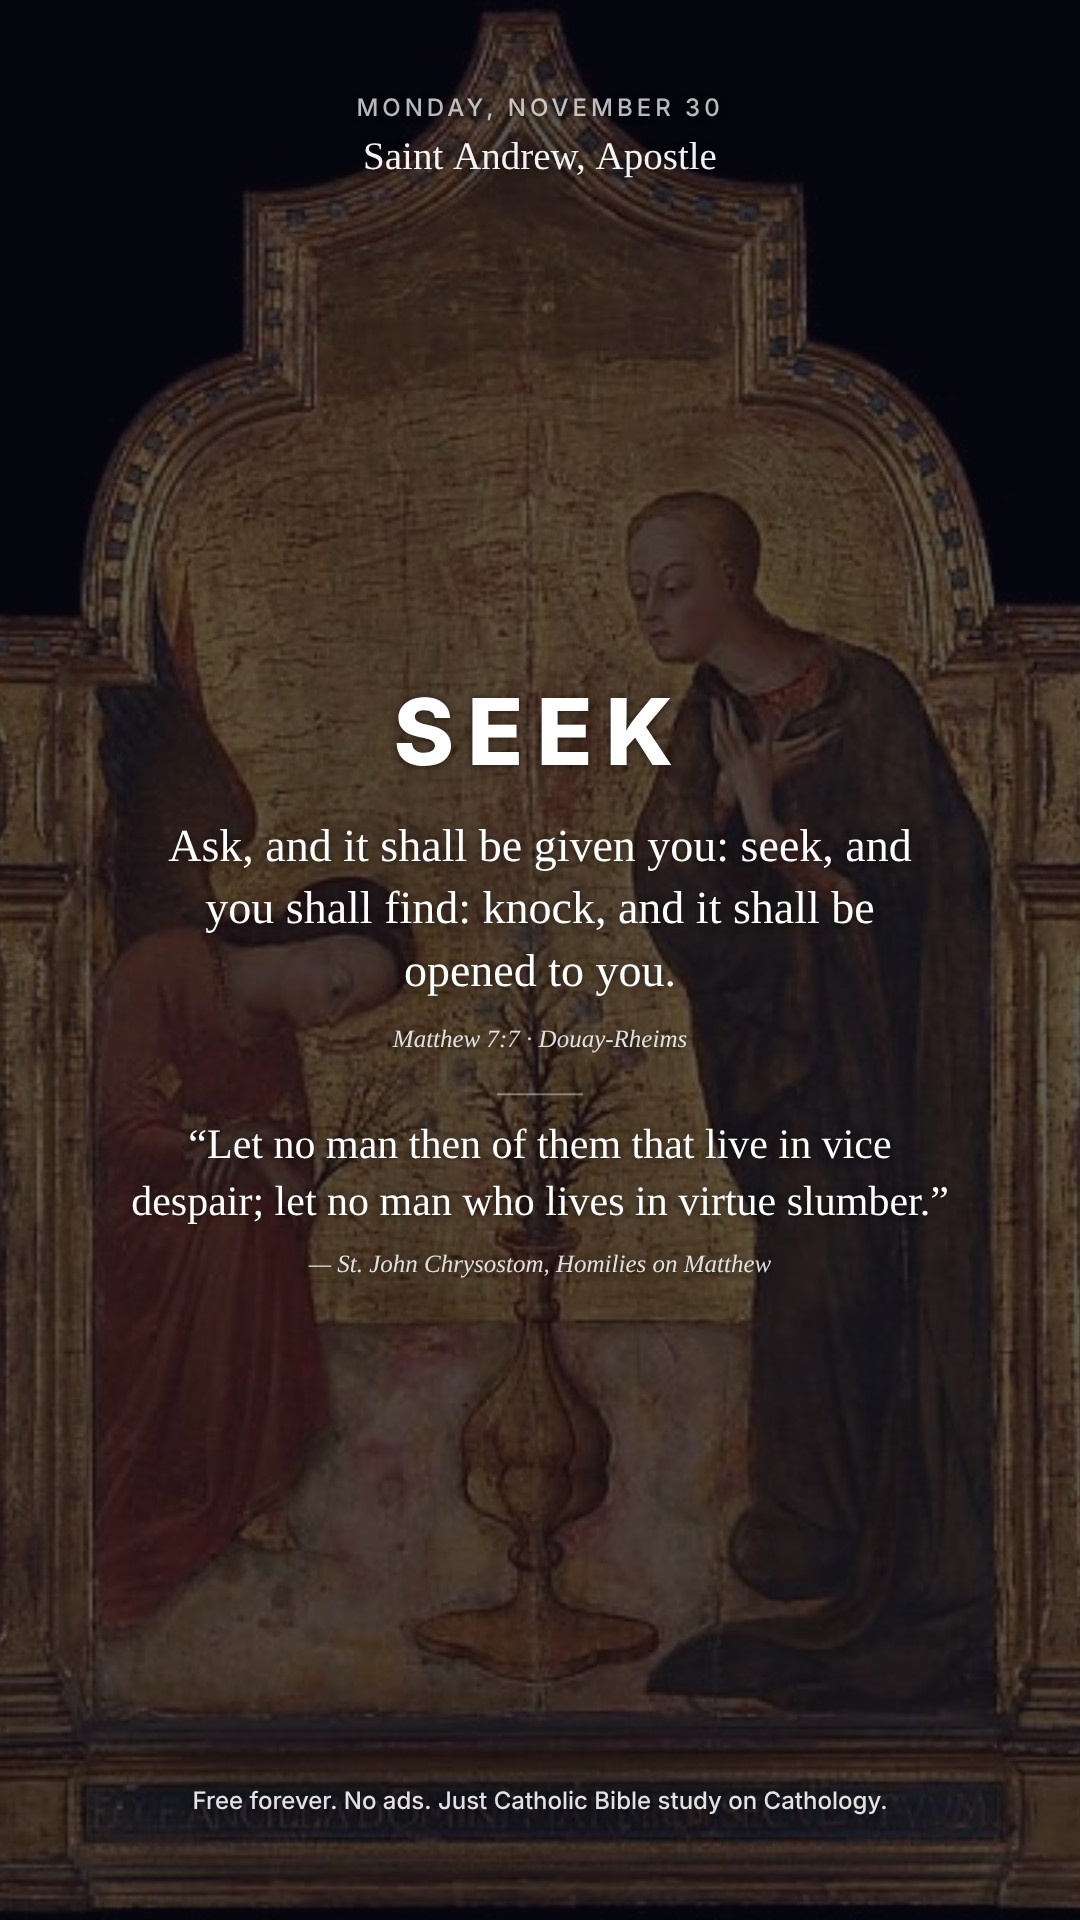 MONDAY, NOVEMBER 30
Saint Andrew, Apostle
SEEK
Ask, and it shall be given you: seek, and
you shall find: knock, and it shall be
opened to you.
Matthew 7:7 · Douay-Rheims
“Let no man then of them that live in vice
despair; let no man who lives in virtue slumber.”
— St. John Chrysostom, Homilies on Matthew
Free forever. No ads. Just Catholic Bible study on Cathology.